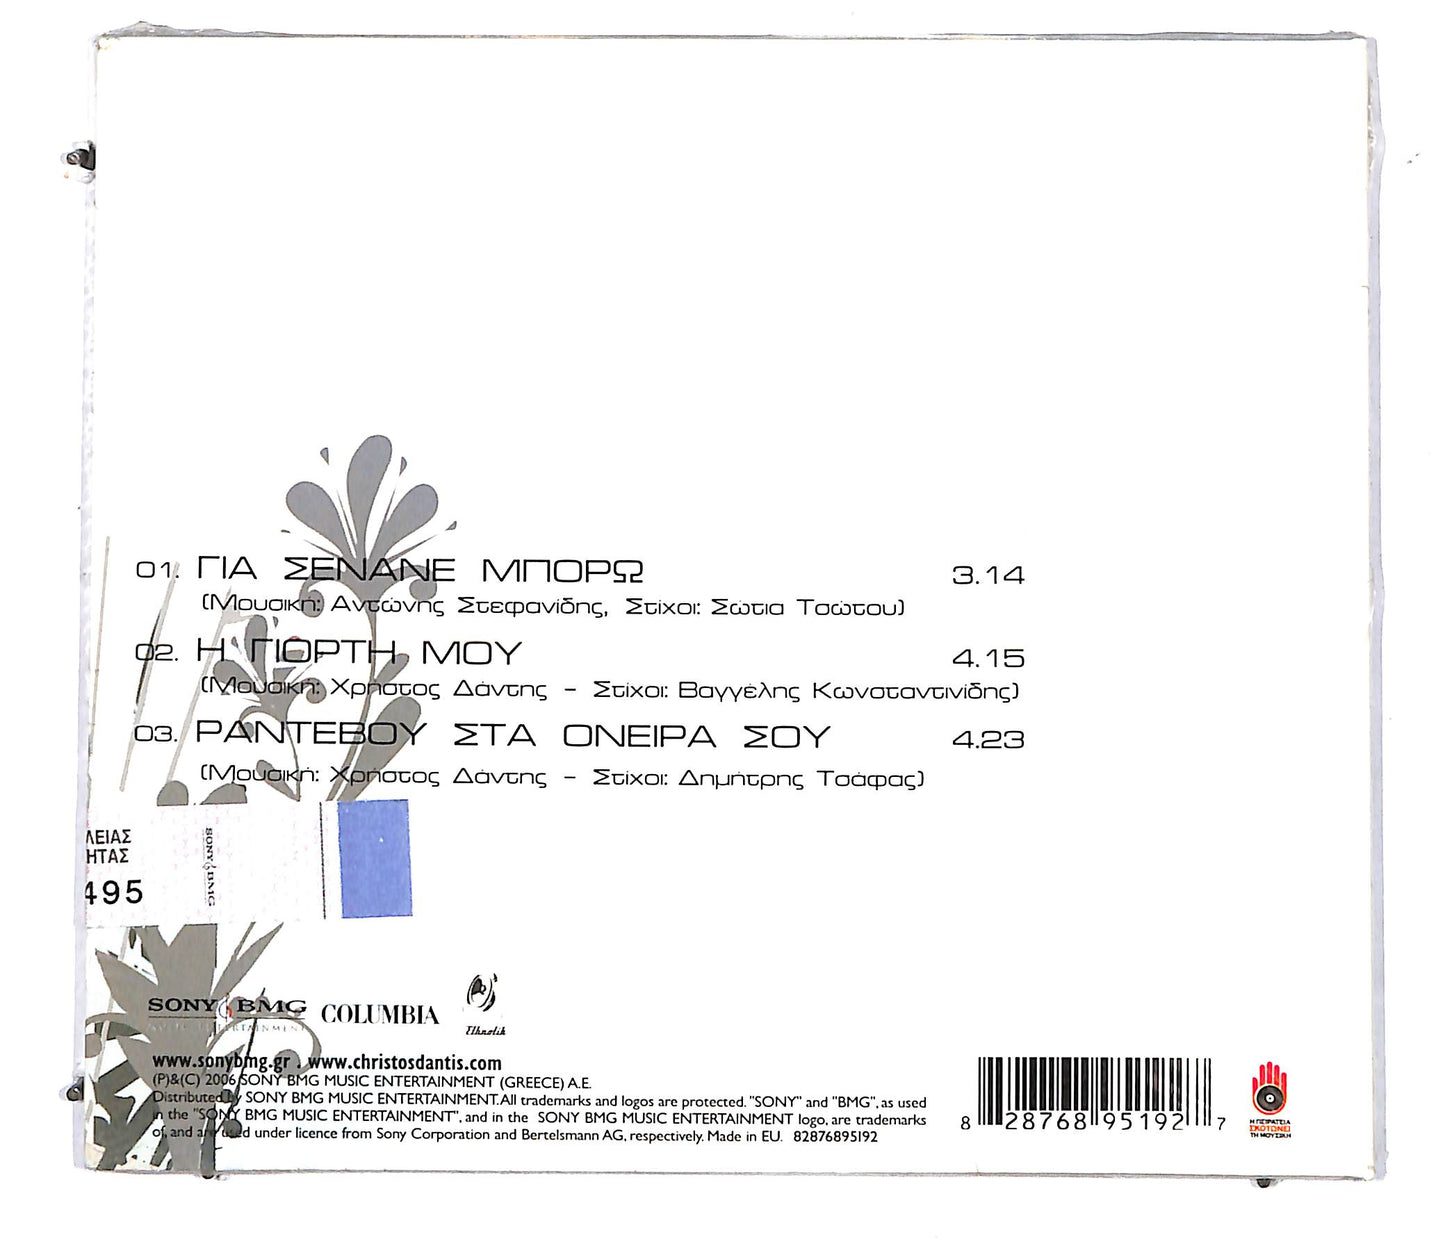 01. ΓΙΑ ΣΕΝΑΝΕ ΜΠΟΡΩ 3.14
(Μουσική: Αντώνης Στεφανίδης, Στίχοι: Σώτια Τσώτου)
02. Η ΓΙΟΡΤΗ ΜΟΥ 4.15
(Μουσική: Χρήστος Δάντης - Στίχοι: Βαγγέλης Κωνσταντινίδης)
03. ΡΑΝΤΕΒΟΥ ΣΤΑ ΟΝΕΙΡΑ ΣΟΥ 4.23
(Μουσική: Χρήστος Δάντης - Στίχοι: Δημήτρης Τσάφας)
ΛΕΙΑΣ
ΗΤΑΣ
495
SONY BMG
SONY BMG COLUMBIA Ethnotik
www.sonybmg.gr . www.christosdantis.com
(P)&(C) 2006 SONY BMG MUSIC ENTERTAINMENT (GREECE) A.E.
Distributed by SONY BMG MUSIC ENTERTAINMENT. All trademarks and logos are protected. "SONY" and "BMG", as used
in the "SONY BMG MUSIC ENTERTAINMENT", and in the SONY BMG MUSIC ENTERTAINMENT logo, are trademarks
of, and are used under licence from Sony Corporation and Bertelsmann AG, respectively. Made in EU. 82876895192
8 28768 95192 7
Η ΠΕΙΡΑΤΕΙΑ
ΣΚΟΤΩΝΕΙ
ΤΗ ΜΟΥΣΙΚΗ